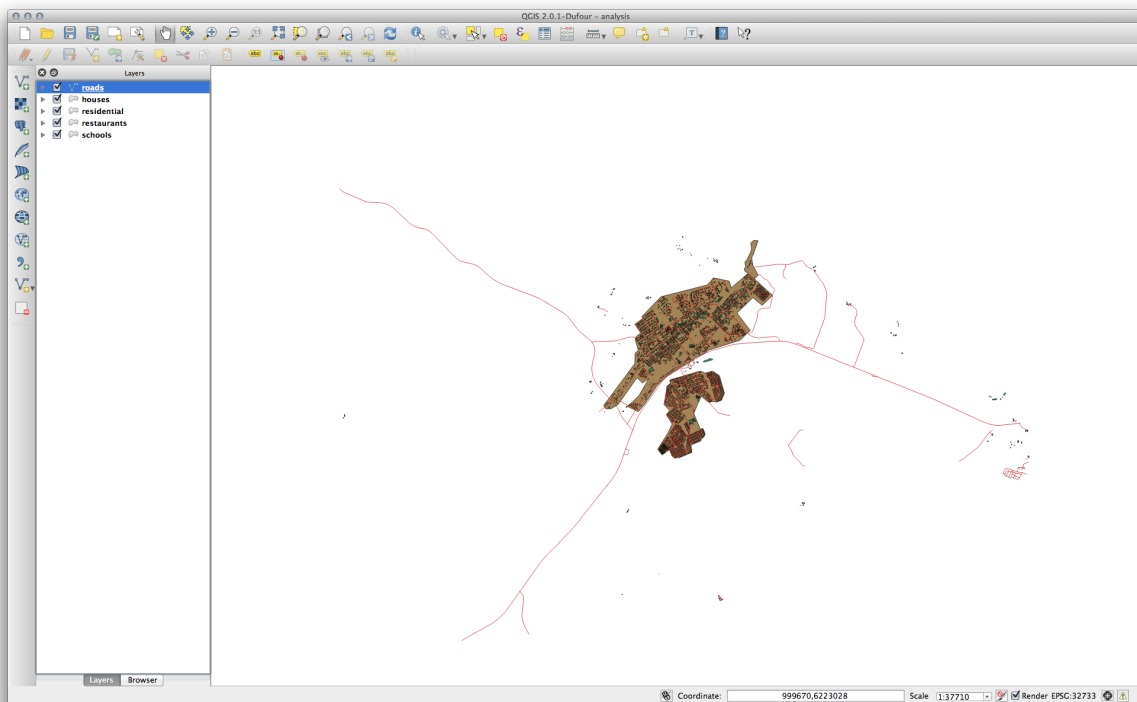 QGIS 2.0.1-Dufour - analysis
Layers
roads
houses
residential
restaurants
schools
Layers Browser
Coordinate: 999670,6223028 Scale 1:37710 Render EPSG:32733